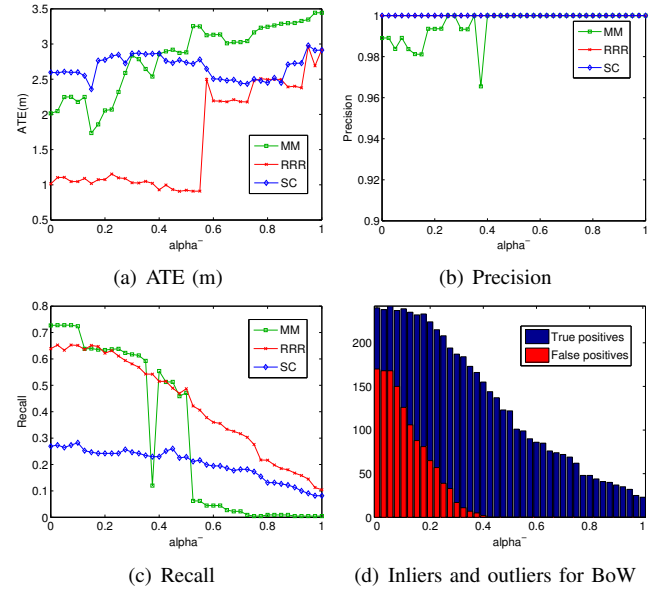 3.5
3
2.5
2
1.5
1
0.5
ATE(m)
MM
RRR
SC
0 0.2 0.4 0.6 0.8 1
alpha⁻
(a) ATE (m)
1
0.98
0.96
0.94
0.92
0.9
Precision
MM
RRR
SC
0 0.2 0.4 0.6 0.8 1
alpha⁻
(b) Precision
0.8
0.7
0.6
0.5
0.4
0.3
0.2
0.1
0
Recall
MM
RRR
SC
0 0.2 0.4 0.6 0.8 1
alpha⁻
(c) Recall
200
150
100
50
0
True positives
False positives
0 0.2 0.4 0.6 0.8 1
alpha⁻
(d) Inliers and outliers for BoW